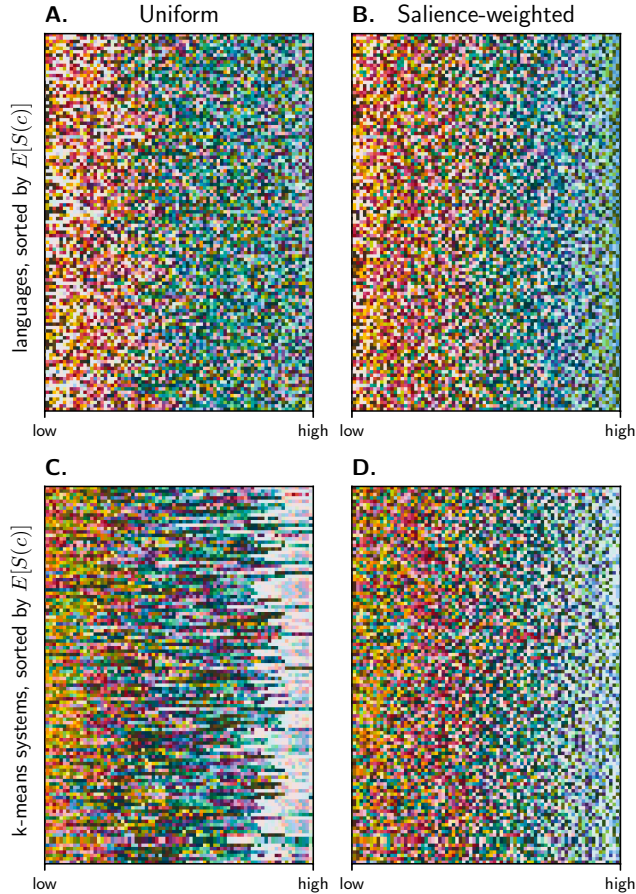 A. Uniform
B. Salience-weighted
languages, sorted by E[S(c)]
low high
low high
C.
D.
k-means systems, sorted by E[S(c)]
low high
low high